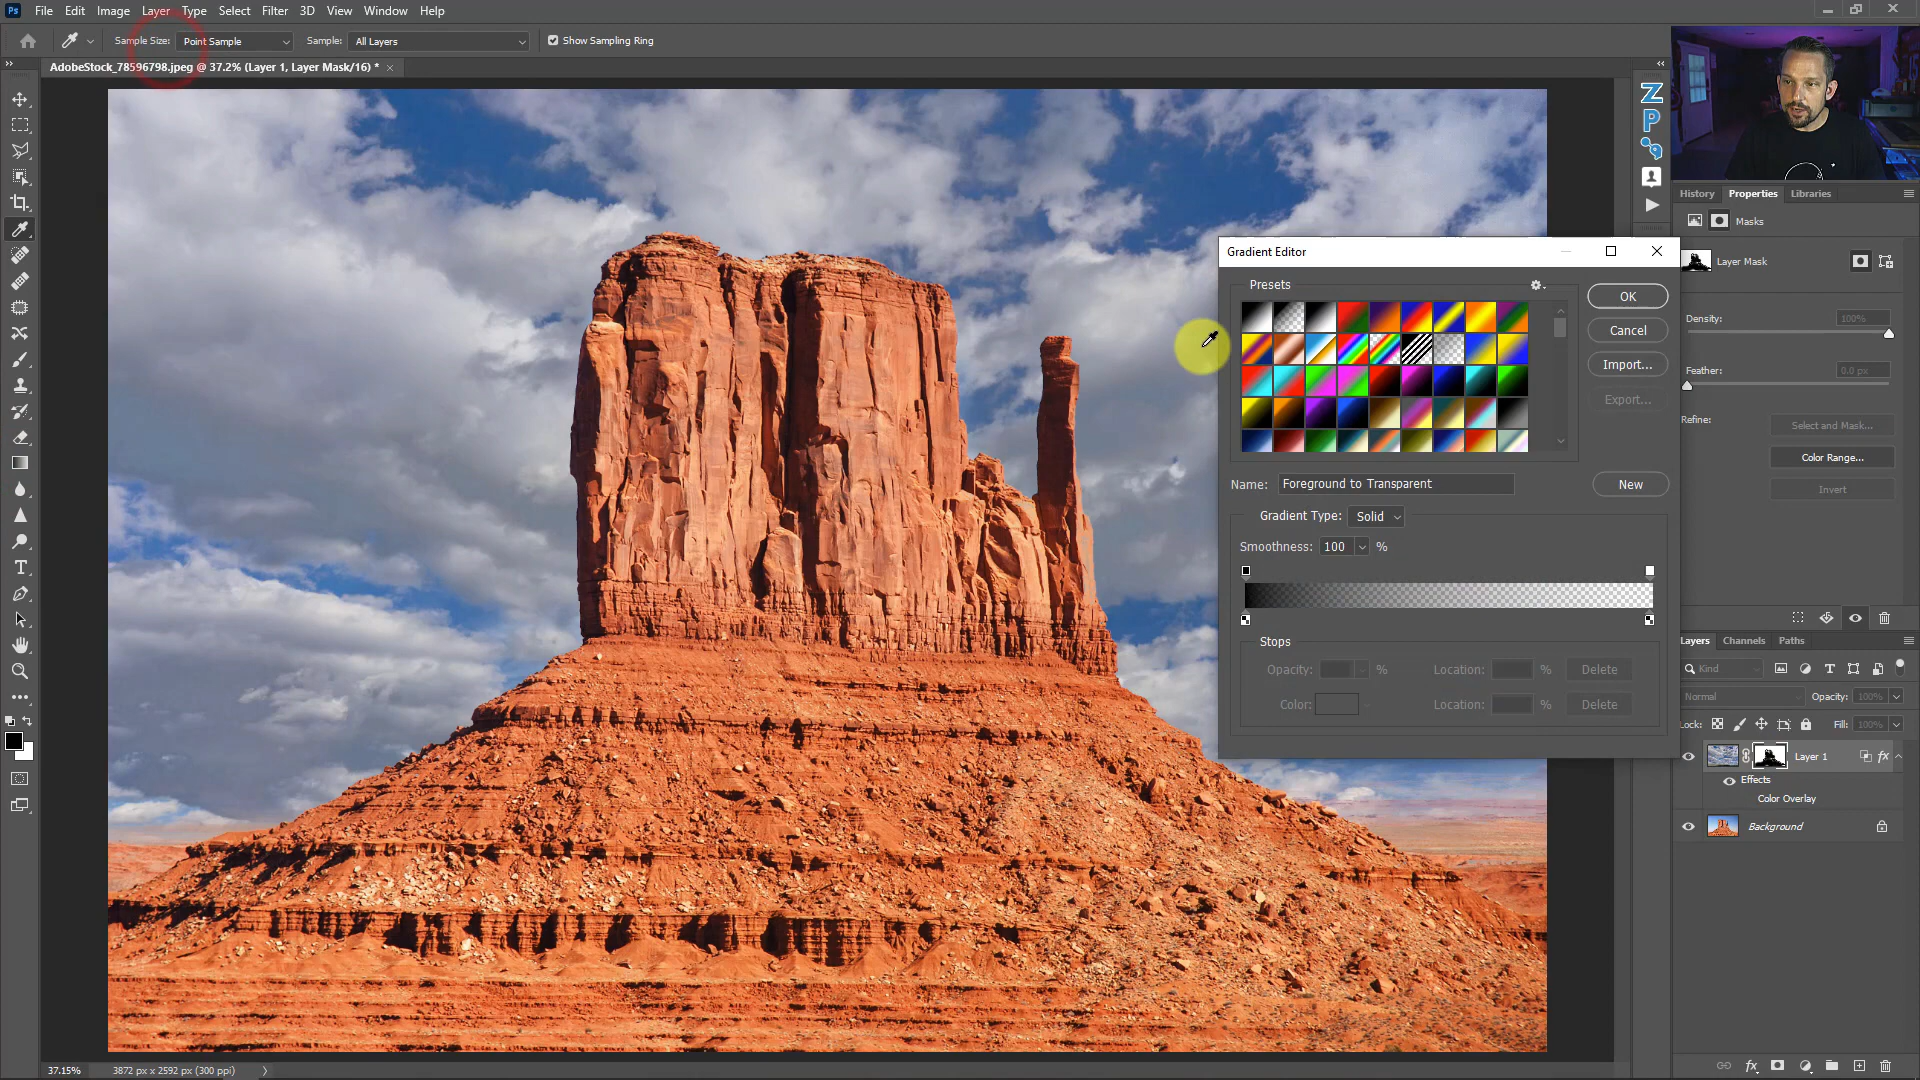 Ps File Edit Image Layer Type Select Filter 3D View Window Help
Sample Size: Point Sample Sample: All Layers Show Sampling Ring
AdobeStock_78596798.jpeg @ 37.2% (Layer 1, Layer Mask/16) *
History Properties Libraries
Masks
Gradient Editor
Layer Mask
Presets
OK
Cancel
Import...
Export...
Density: 100%
Feather: 0.0 px
Refine: Select and Mask...
Color Range...
Invert
Name: Foreground to Transparent New
Gradient Type: Solid
Smoothness: 100 %
Stops
Opacity: % Location: % Delete
Color: Location: % Delete
Layers Channels Paths
Kind
Normal Opacity: 100%
Lock: Fill: 100%
Layer 1 fx
Effects
Color Overlay
Background
37.15% 3872 px x 2592 px (300 ppi)
fx